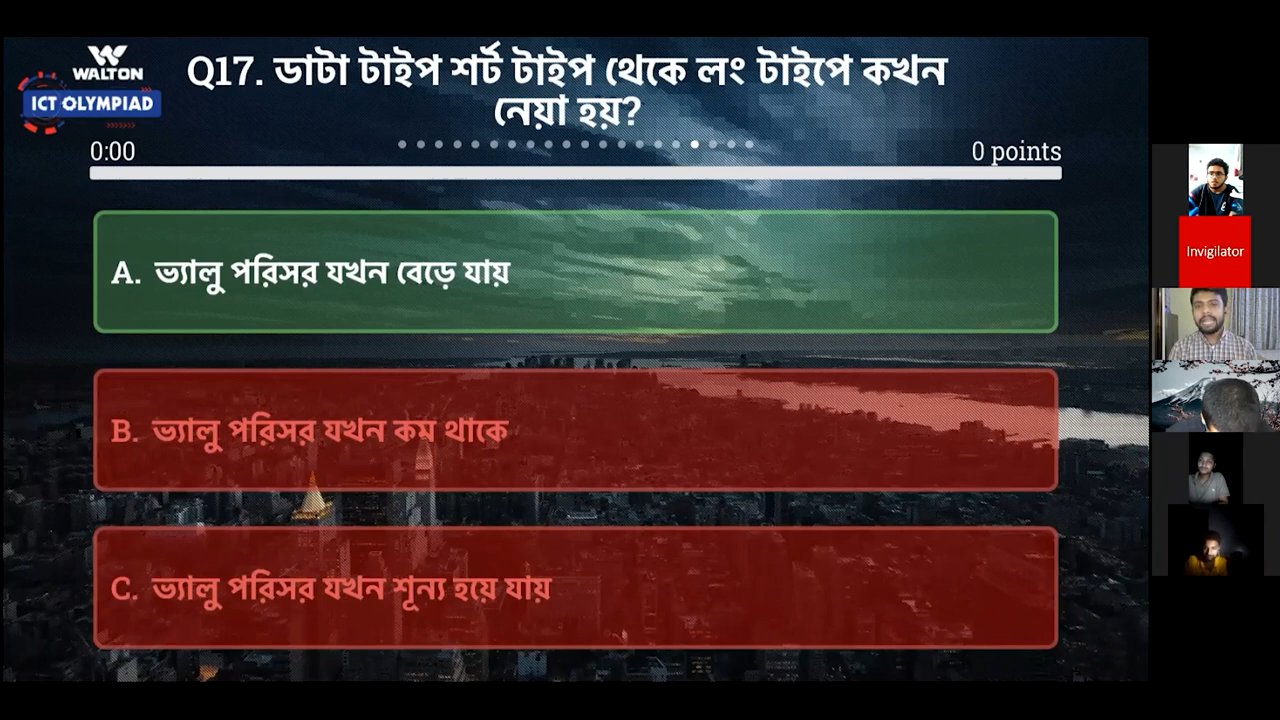 WALTON
ICT OLYMPIAD
Q17. ডাটা টাইপ শর্ট টাইপ থেকে লং টাইপে কখন
নেয়া হয়?
0:00
0 points
A. ভ্যালু পরিসর যখন বেড়ে যায়
B. ভ্যালু পরিসর যখন কম থাকে
C. ভ্যালু পরিসর যখন শূন্য হয়ে যায়
Invigilator